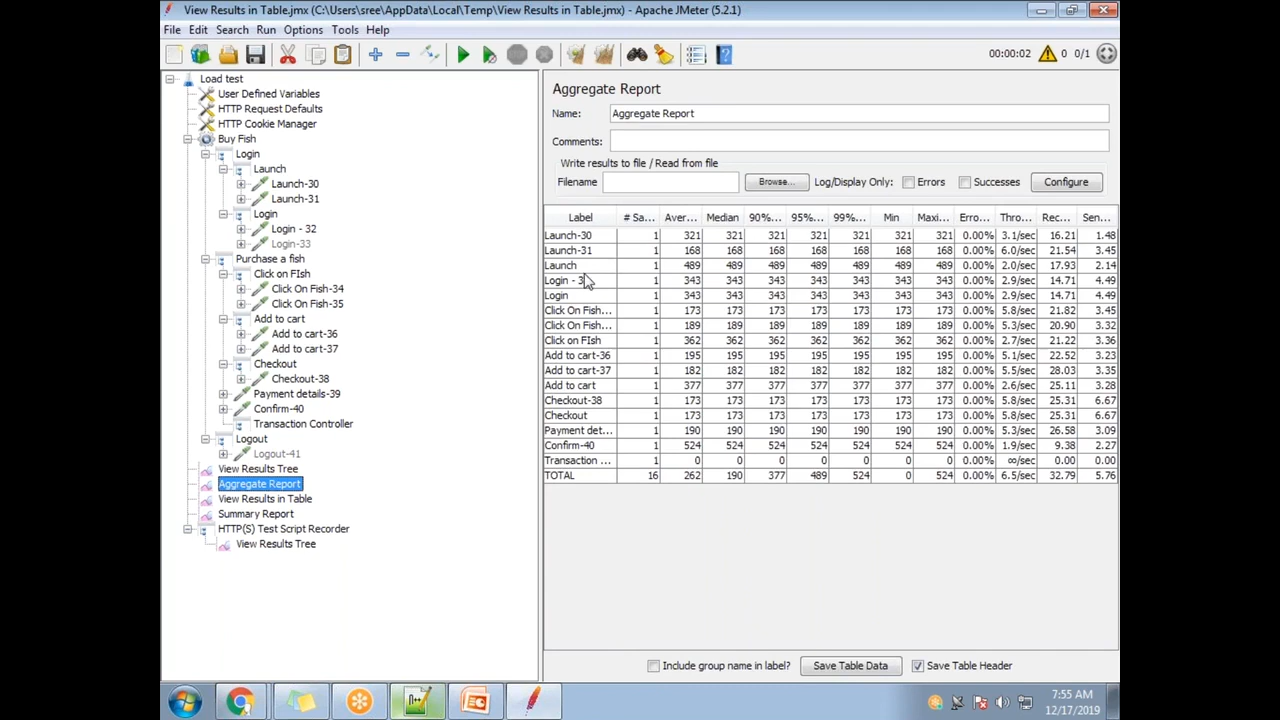 View Results in Table.jmx (C:\Users\sree\AppData\Local\Temp\View Results in Table.jmx) - Apache JMeter (5.2.1)
File Edit Search Run Options Tools Help
00:00:02 0 0/1
Load test
User Defined Variables
HTTP Request Defaults
HTTP Cookie Manager
Buy Fish
Login
Launch
Launch-30
Launch-31
Login
Login - 32
Login-33
Purchase a fish
Click on FIsh
Click On Fish-34
Click On Fish-35
Add to cart
Add to cart-36
Add to cart-37
Checkout
Checkout-38
Payment details-39
Confirm-40
Transaction Controller
Logout
Logout-41
View Results Tree
Aggregate Report
View Results in Table
Summary Report
HTTP(S) Test Script Recorder
View Results Tree
Aggregate Report
Name: Aggregate Report
Comments:
Write results to file / Read from file
Filename Browse... Log/Display Only: Errors Successes Configure
Label # Sa... Aver... Median 90%... 95%... 99%... Min Maxi... Erro... Thro... Rec... Sen...
Launch-30 1 321 321 321 321 321 321 321 0.00% 3.1/sec 16.21 1.48
Launch-31 1 168 168 168 168 168 168 168 0.00% 6.0/sec 21.54 3.45
Launch 1 489 489 489 489 489 489 489 0.00% 2.0/sec 17.93 2.14
Login - 3 1 343 343 343 343 343 343 343 0.00% 2.9/sec 14.71 4.49
Login 1 343 343 343 343 343 343 343 0.00% 2.9/sec 14.71 4.49
Click On Fish... 1 173 173 173 173 173 173 173 0.00% 5.8/sec 21.82 3.45
Click On Fish... 1 189 189 189 189 189 189 189 0.00% 5.3/sec 20.90 3.32
Click on FIsh 1 362 362 362 362 362 362 362 0.00% 2.7/sec 21.22 3.36
Add to cart-36 1 195 195 195 195 195 195 195 0.00% 5.1/sec 22.52 3.23
Add to cart-37 1 182 182 182 182 182 182 182 0.00% 5.5/sec 28.03 3.35
Add to cart 1 377 377 377 377 377 377 377 0.00% 2.6/sec 25.11 3.28
Checkout-38 1 173 173 173 173 173 173 173 0.00% 5.8/sec 25.31 6.67
Checkout 1 173 173 173 173 173 173 173 0.00% 5.8/sec 25.31 6.67
Payment det... 1 190 190 190 190 190 190 190 0.00% 5.3/sec 26.58 3.09
Confirm-40 1 524 524 524 524 524 524 524 0.00% 1.9/sec 9.38 2.27
Transaction ... 1 0 0 0 0 0 0 0 0.00% ∞/sec 0.00 0.00
TOTAL 16 262 190 377 489 524 0 524 0.00% 6.5/sec 32.79 5.76
Include group name in label? Save Table Data Save Table Header
7:55 AM
12/17/2019